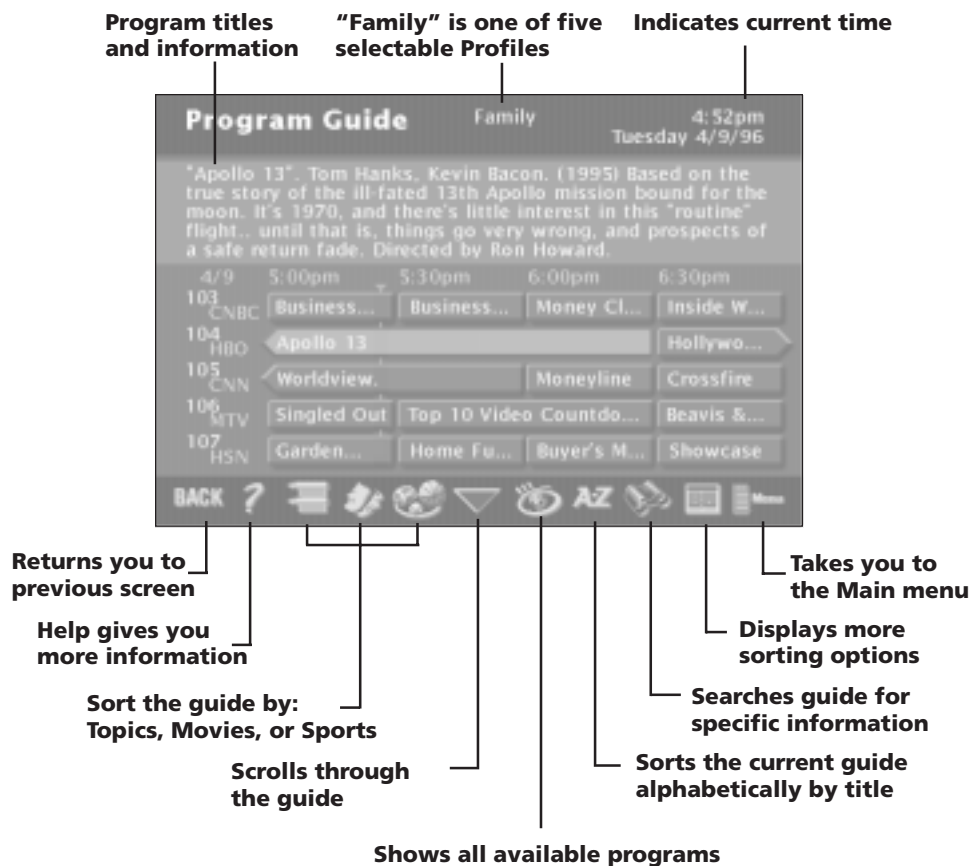 Program titles
and information
“Family” is one of five
selectable Profiles
Indicates current time
Program Guide
Family
4:52pm
Tuesday 4/9/96
"Apollo 13". Tom Hanks, Kevin Bacon. (1995) Based on the
true story of the ill-fated 13th Apollo mission bound for the
moon. It's 1970, and there's little interest in this "routine"
flight.. until that is, things go very wrong, and prospects of
a safe return fade. Directed by Ron Howard.
4/9 5:00pm 5:30pm 6:00pm 6:30pm
103 CNBC Business... Business... Money Cl... Inside W...
104 HBO Apollo 13 Hollywo...
105 CNN Worldview. Moneyline Crossfire
106 MTV Singled Out Top 10 Video Countdo... Beavis &...
107 HSN Garden... Home Fu... Buyer's M... Showcase
BACK ? A-Z Menu
Returns you to
previous screen
Takes you to
the Main menu
Help gives you
more information
Displays more
sorting options
Sort the guide by:
Topics, Movies, or Sports
Searches guide for
specific information
Scrolls through
the guide
Sorts the current guide
alphabetically by title
Shows all available programs